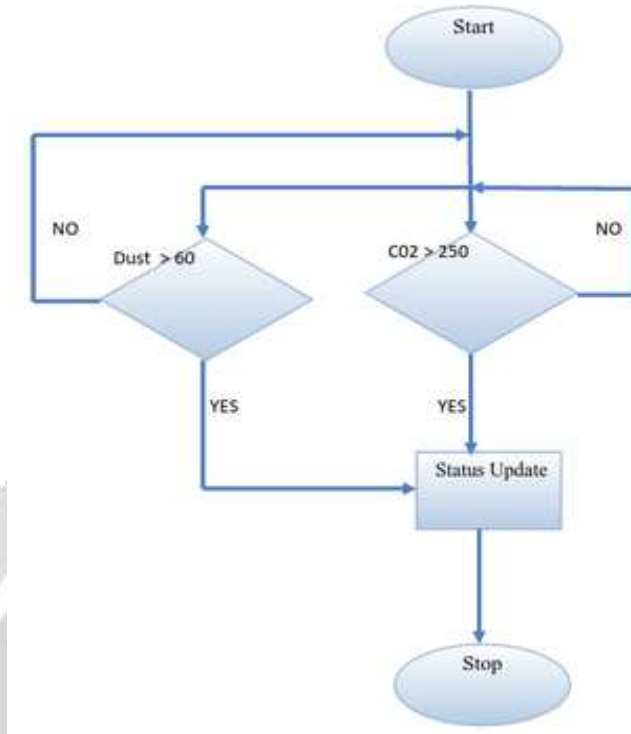 Start
NO
NO
Dust > 60
C02 > 250
YES
YES
Status Update
Stop